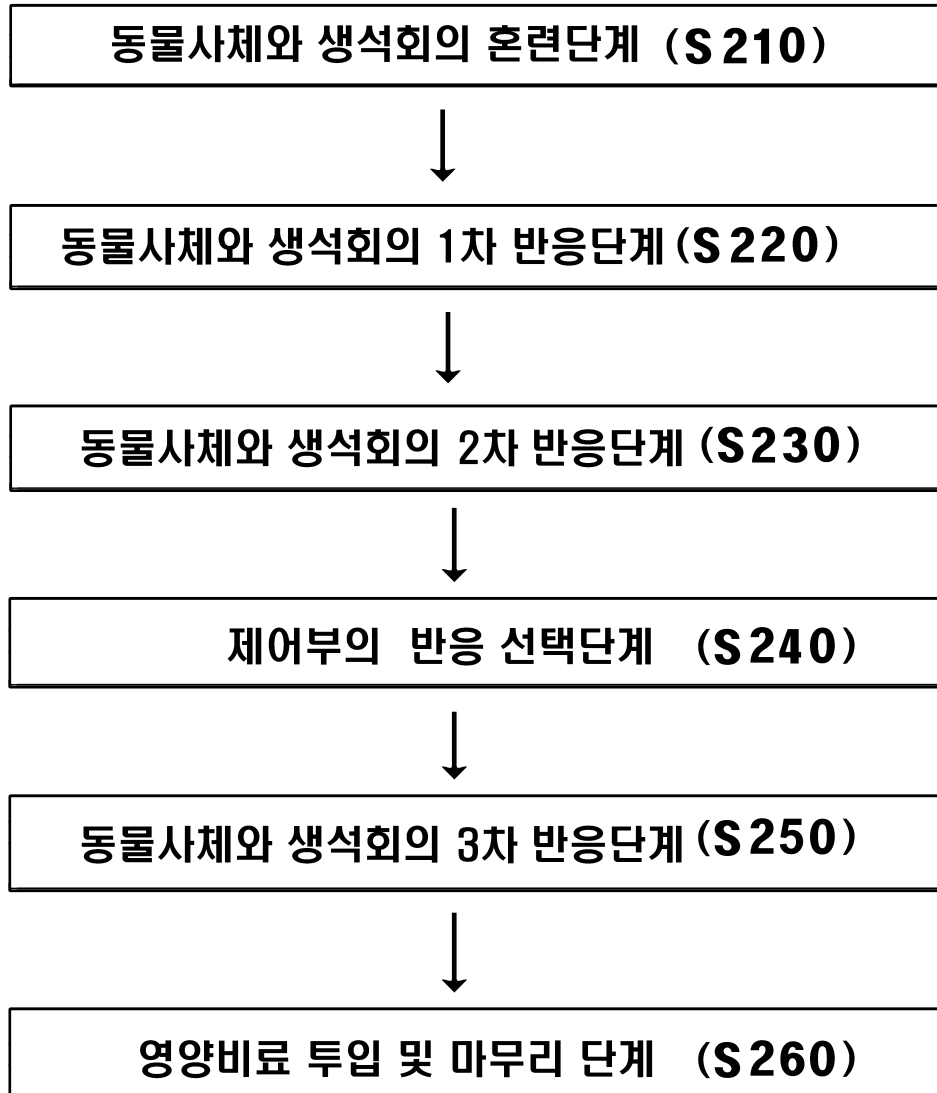 동물사체와 생석회의 혼련단계 (S210)
동물사체와 생석회의 1차 반응단계(S220)
동물사체와 생석회의 2차 반응단계 (S230)
제어부의 반응 선택단계 (S240)
동물사체와 생석회의 3차 반응단계 (S250)
영양비료 투입 및 마무리 단계 (S260)